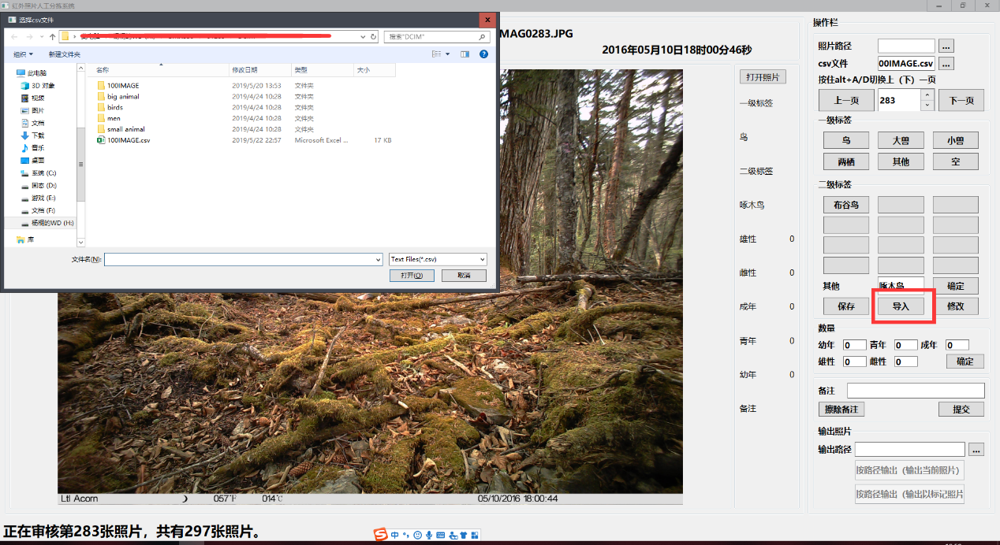 红外照片人工分拣系统
选择csv文件
搜索"DCIM"
组织
新建文件夹
名称 修改日期 类型 大小
100IMAGE 2019/5/20 13:53 文件夹
big animal 2019/4/24 10:28 文件夹
birds 2019/4/24 10:28 文件夹
men 2019/4/24 10:28 文件夹
small animal 2019/4/24 10:28 文件夹
100IMAGE.csv 2019/5/22 22:57 Microsoft Excel ... 17 KB
此电脑
3D 对象
视频
图片
文档
下载
音乐
桌面
系统 (C:)
固态 (D:)
游戏 (E:)
文档 (F:)
杨桐的WD (H:)
库
文件名(N):
Text Files(*.csv)
打开(O)
取消
MAG0283.JPG
2016年05月10日18时00分46秒
Ltl Acorn 057°F 014°C 05/10/2016 18:00:44
打开照片
一级标签
鸟
二级标签
啄木鸟
雄性 0
雌性 0
成年 0
青年 0
幼年 0
备注
操作栏
照片路径 ...
csv文件 00IMAGE.csv ...
按住alt+A/D切换上（下）一页
上一页 283 下一页
一级标签
鸟 大兽 小兽
两栖 其他 空
二级标签
布谷鸟
其他 啄木鸟 确定
保存 导入 修改
数量
幼年 0 青年 0 成年 0
雄性 0 雌性 0 确定
备注
擦除备注 提交
输出照片
输出路径 ...
按路径输出（输出当前照片）
按路径输出（输出以标记照片
正在审核第283张照片，共有297张照片。
中